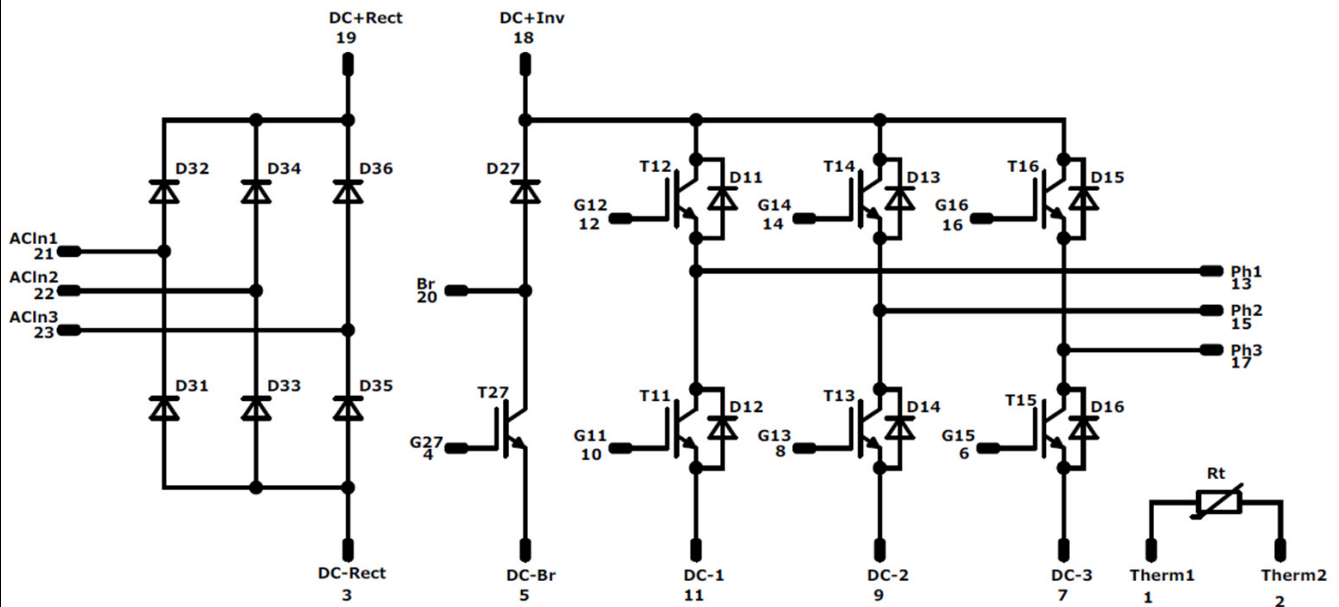 DC+Rect
19
DC+Inv
18
D32
D34
D36
D27
T12
D11
T14
D13
T16
D15
G12
12
G14
14
G16
16
ACIn1
21
ACIn2
22
ACIn3
23
Br
20
Ph1
13
Ph2
15
Ph3
17
D31
D33
D35
T27
T11
D12
T13
D14
T15
D16
G27
4
G11
10
G13
8
G15
6
Rt
DC-Rect
3
DC-Br
5
DC-1
11
DC-2
9
DC-3
7
Therm1
1
Therm2
2